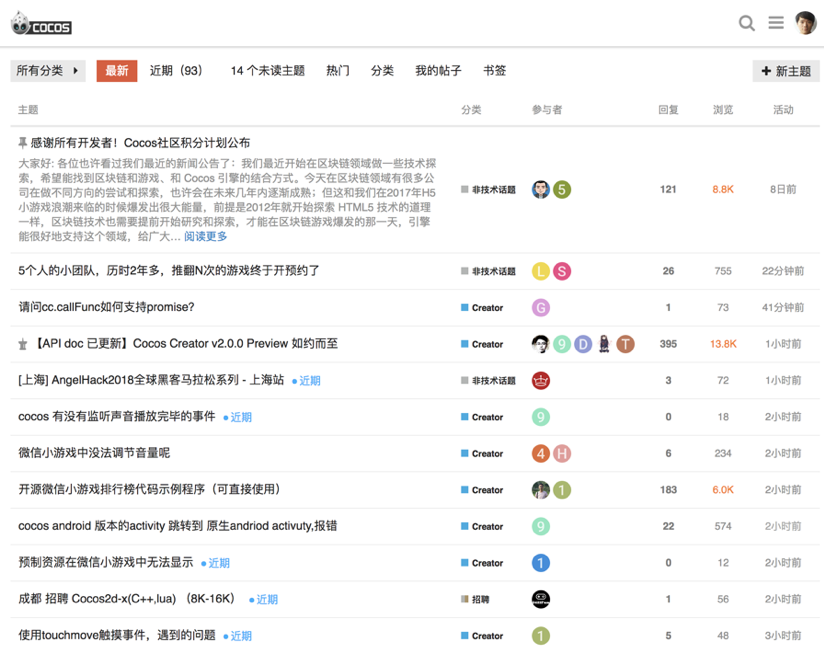 COCOS
所有分类 最新 近期（93） 14 个未读主题 热门 分类 我的帖子 书签 + 新主题
主题 分类 参与者 回复 浏览 活动
感谢所有开发者！Cocos社区积分计划公布
大家好: 各位也许看过我们最近的新闻公告了：我们最近开始在区块链领域做一些技术探
索，希望能找到区块链和游戏、和 Cocos 引擎的结合方式。今天在区块链领域有很多公
司在做不同方向的尝试和探索，也许会在未来几年内逐渐成熟；但这和我们在2017年H5
小游戏浪潮来临的时候爆发出很大能量，前提是2012年就开始探索 HTML5 技术的道理
一样，区块链技术也需要提前开始研究和探索，才能在区块链游戏爆发的那一天，引擎
能很好地支持这个领域，给广大… 阅读更多
非技术话题 5 121 8.8K 8日前
5个人的小团队，历时2年多，推翻N次的游戏终于开预约了 非技术话题 L S 26 755 22分钟前
请问cc.callFunc如何支持promise? Creator G 1 73 41分钟前
【API doc 已更新】Cocos Creator v2.0.0 Preview 如约而至 Creator 9 D T 395 13.8K 1小时前
[上海] AngelHack2018全球黑客马拉松系列 - 上海站 近期 非技术话题 3 72 1小时前
cocos 有没有监听声音播放完毕的事件 近期 Creator 9 0 18 2小时前
微信小游戏中没法调节音量呢 Creator 4 H 6 234 2小时前
开源微信小游戏排行榜代码示例程序（可直接使用） Creator 1 183 6.0K 2小时前
cocos android 版本的activity 跳转到 原生andriod activuty,报错 Creator 9 22 574 2小时前
预制资源在微信小游戏中无法显示 近期 Creator 1 0 12 2小时前
成都 招聘 Cocos2d-x(C++,lua) （8K-16K） 近期 招聘 1 56 2小时前
使用touchmove触摸事件，遇到的问题 近期 Creator 1 5 48 3小时前